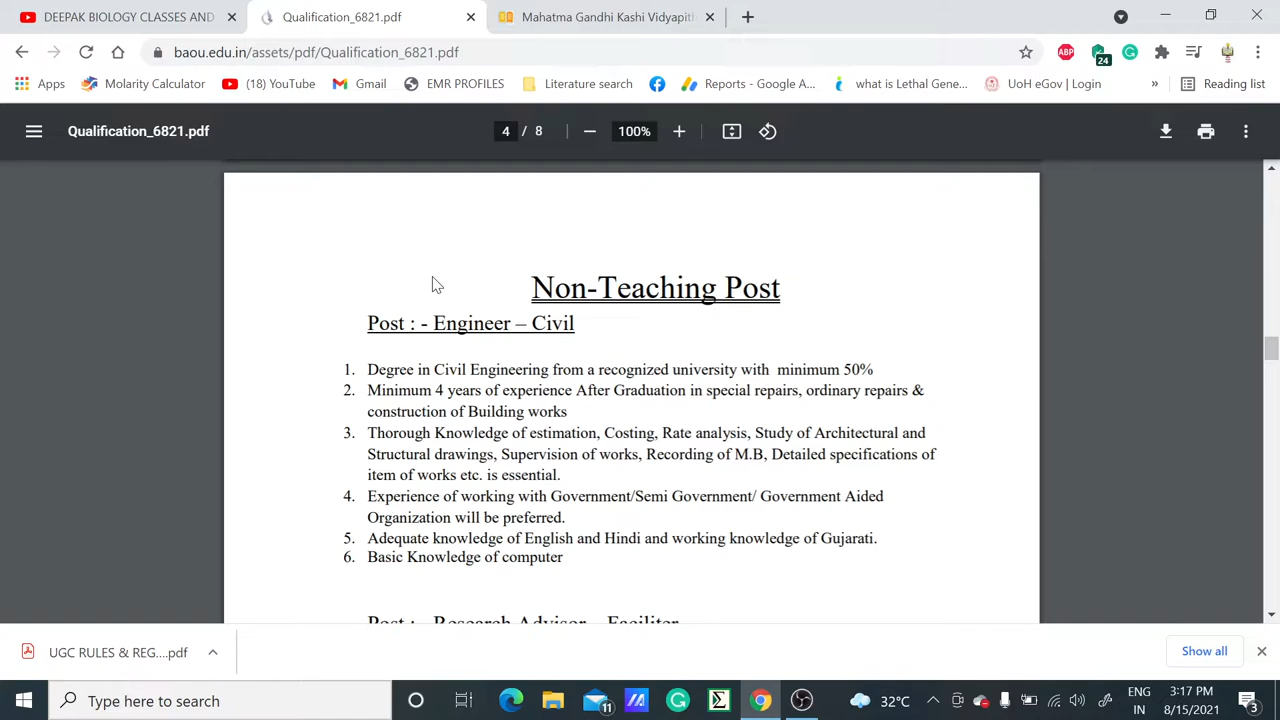 DEEPAK BIOLOGY CLASSES AND
Qualification_6821.pdf
Mahatma Gandhi Kashi Vidyapith
baou.edu.in/assets/pdf/Qualification_6821.pdf
ABP
24
Apps
Molarity Calculator
(18) YouTube
Gmail
EMR PROFILES
Literature search
Reports - Google A...
what is Lethal Gene...
UoH eGov | Login
»
Reading list
Qualification_6821.pdf
4 / 8
100%
Non-Teaching Post
Post : - Engineer – Civil
1. Degree in Civil Engineering from a recognized university with minimum 50%
2. Minimum 4 years of experience After Graduation in special repairs, ordinary repairs &
construction of Building works
3. Thorough Knowledge of estimation, Costing, Rate analysis, Study of Architectural and
Structural drawings, Supervision of works, Recording of M.B, Detailed specifications of
item of works etc. is essential.
4. Experience of working with Government/Semi Government/ Government Aided
Organization will be preferred.
5. Adequate knowledge of English and Hindi and working knowledge of Gujarati.
6. Basic Knowledge of computer
Post : - Research Advisor – Faciliter
UGC RULES & REG....pdf
Show all
Type here to search
11
32°C
ENG
IN
3:17 PM
8/15/2021
3